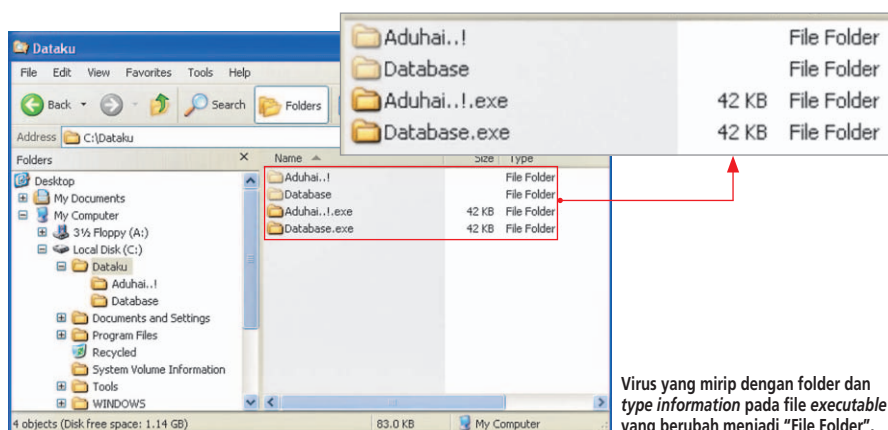 Dataku
File Edit View Favorites Tools Help
Back Search Folders
Address C:\Dataku
Folders
Desktop
My Documents
My Computer
3½ Floppy (A:)
Local Disk (C:)
Dataku
Aduhai..!
Database
Documents and Settings
Program Files
Recycled
System Volume Information
Tools
WINDOWS
Name Size Type
Aduhai..! File Folder
Database File Folder
Aduhai..!.exe 42 KB File Folder
Database.exe 42 KB File Folder
4 objects (Disk free space: 1.14 GB) 83.0 KB My Computer
Aduhai..! File Folder
Database File Folder
Aduhai..!.exe 42 KB File Folder
Database.exe 42 KB File Folder
Virus yang mirip dengan folder dan
type information pada file executable
yang berubah menjadi “File Folder”.